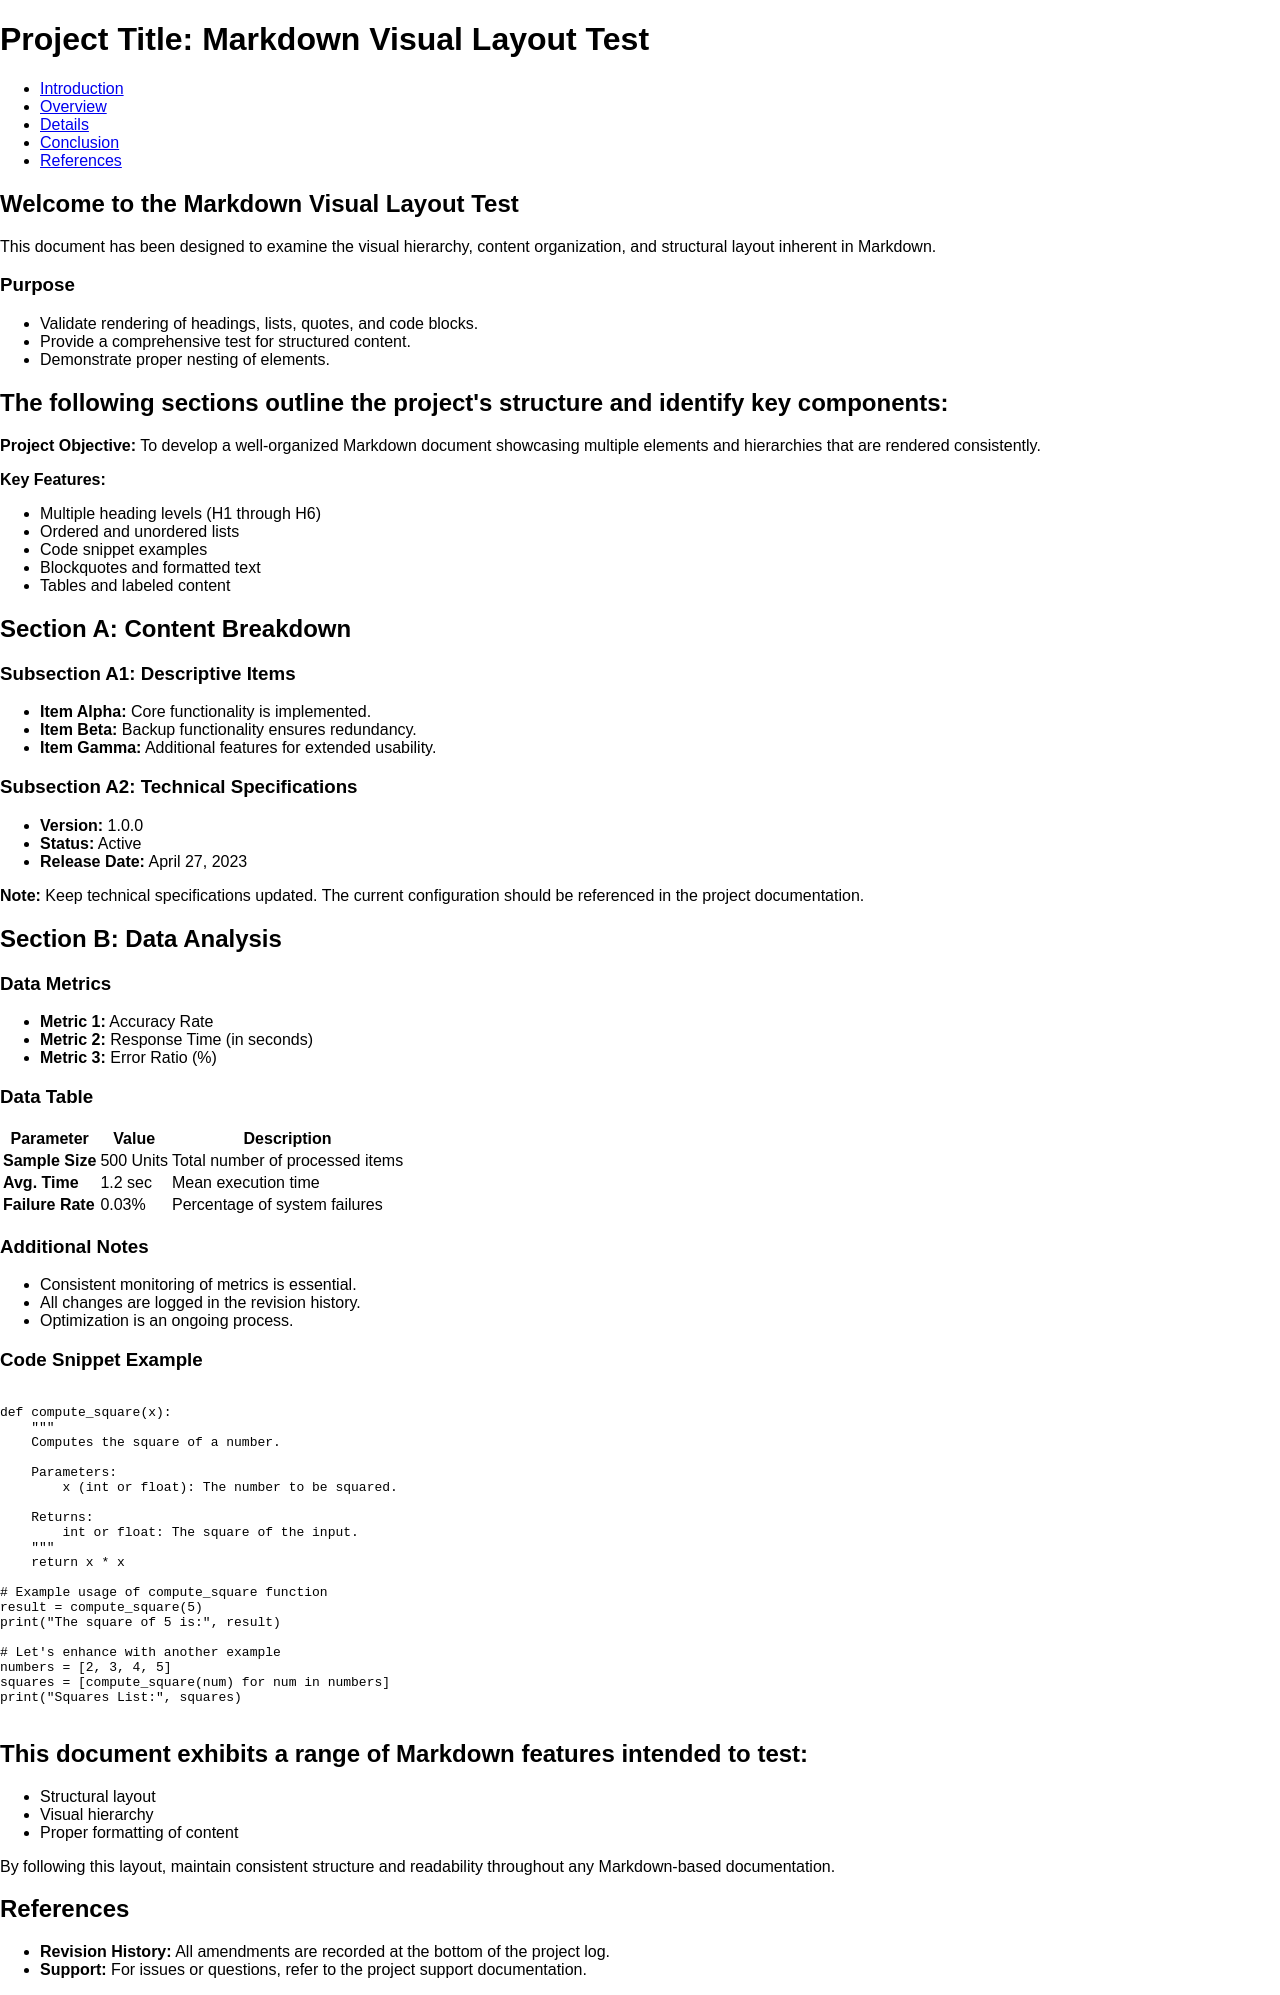 Project Title: Markdown Visual Layout Test
Introduction
Overview
Details
Conclusion
References
Welcome to the Markdown Visual Layout Test
This document has been designed to examine the visual hierarchy, content organization, and structural layout inherent in Markdown.
Purpose
Validate rendering of headings, lists, quotes, and code blocks.
Provide a comprehensive test for structured content.
Demonstrate proper nesting of elements.
The following sections outline the project's structure and identify key components:
Project Objective: To develop a well-organized Markdown document showcasing multiple elements and hierarchies that are rendered consistently.
Key Features:
Multiple heading levels (H1 through H6)
Ordered and unordered lists
Code snippet examples
Blockquotes and formatted text
Tables and labeled content
Section A: Content Breakdown
Subsection A1: Descriptive Items
Item Alpha: Core functionality is implemented.
Item Beta: Backup functionality ensures redundancy.
Item Gamma: Additional features for extended usability.
Subsection A2: Technical Specifications
Version: 1.0.0
Status: Active
Release Date: April 27, 2023
Note: Keep technical specifications updated. The current configuration should be referenced in the project documentation.
Section B: Data Analysis
Data Metrics
Metric 1: Accuracy Rate
Metric 2: Response Time (in seconds)
Metric 3: Error Ratio (%)
Data Table
Parameter Value Description
Sample Size 500 Units Total number of processed items
Avg. Time 1.2 sec Mean execution time
Failure Rate 0.03% Percentage of system failures
Additional Notes
Consistent monitoring of metrics is essential.
All changes are logged in the revision history.
Optimization is an ongoing process.
Code Snippet Example
def compute_square(x):
    """
    Computes the square of a number.

    Parameters:
        x (int or float): The number to be squared.

    Returns:
        int or float: The square of the input.
    """
    return x * x

# Example usage of compute_square function
result = compute_square(5)
print("The square of 5 is:", result)

# Let's enhance with another example
numbers = [2, 3, 4, 5]
squares = [compute_square(num) for num in numbers]
print("Squares List:", squares)
This document exhibits a range of Markdown features intended to test:
Structural layout
Visual hierarchy
Proper formatting of content
By following this layout, maintain consistent structure and readability throughout any Markdown-based documentation.
References
Revision History: All amendments are recorded at the bottom of the project log.
Support: For issues or questions, refer to the project support documentation.